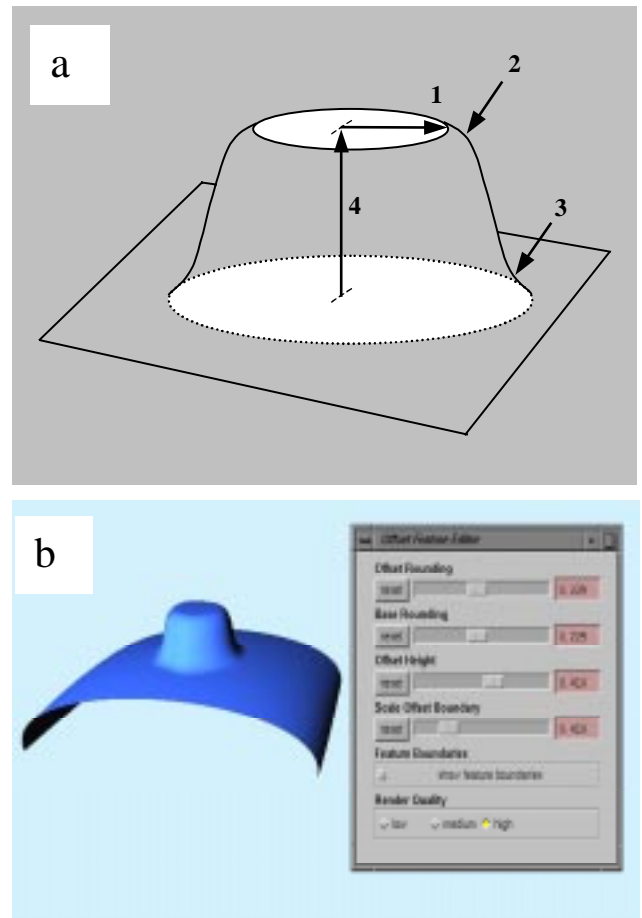 a
1
2
3
4
b
Offset Feature Editor
Offset Rounding
reset
Base Rounding
reset
Offset Height
reset
Scale Offset Boundary
reset
Feature Boundaries
show feature boundaries
Render Quality
low medium high